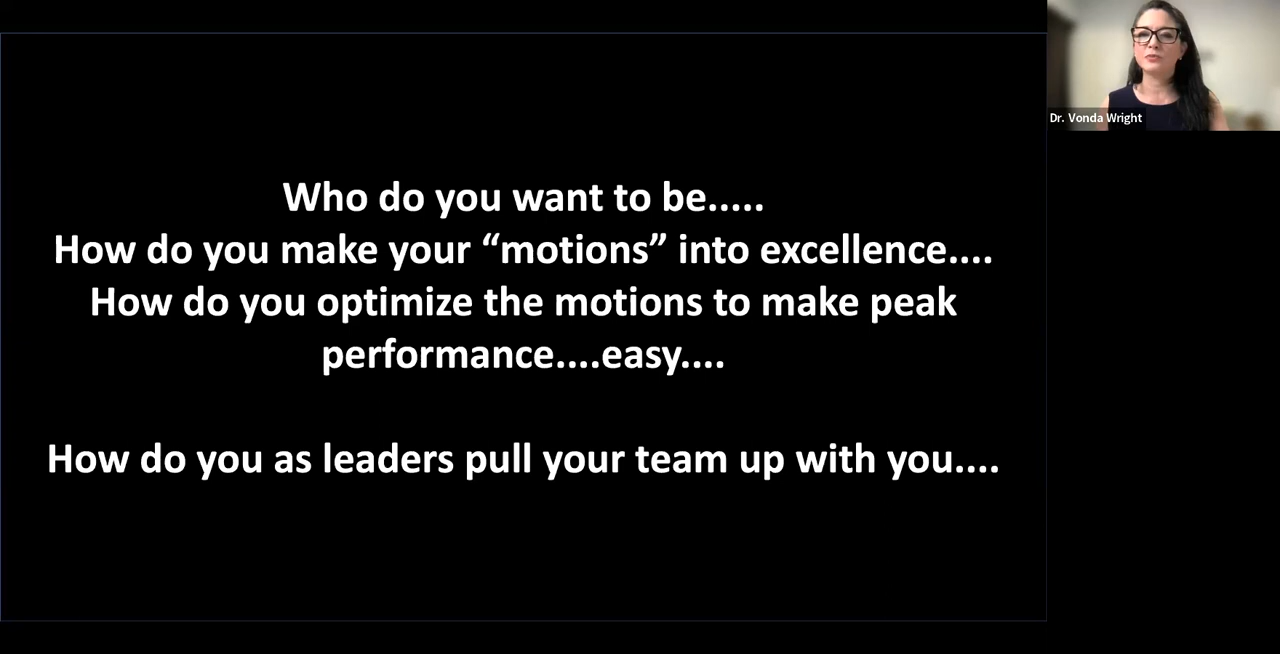 Who do you want to be.....
How do you make your “motions” into excellence....
How do you optimize the motions to make peak
performance....easy....
How do you as leaders pull your team up with you....
Dr. Vonda Wright